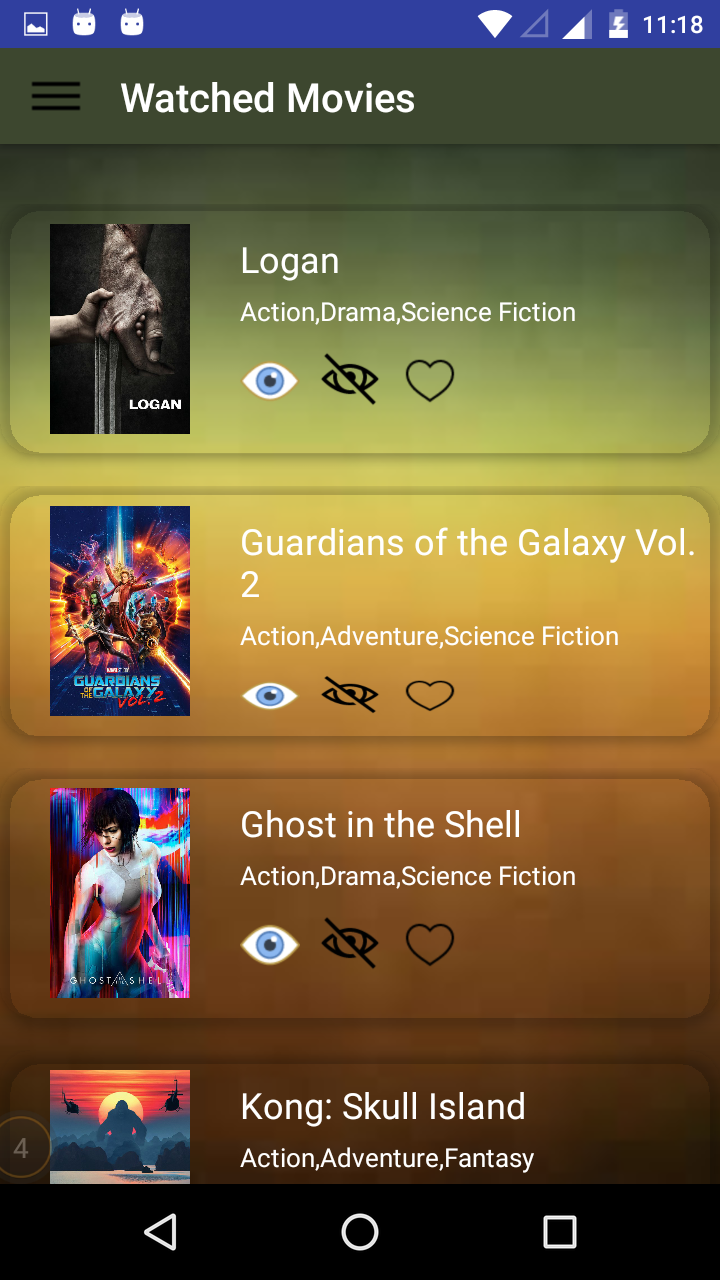 11:18
Watched Movies
LOGAN
Logan
Action,Drama,Science Fiction
GUARDIANS
OF THE GALAXY
VOL. 2
Guardians of the Galaxy Vol.
2
Action,Adventure,Science Fiction
GHOST IN THE SHELL
Ghost in the Shell
Action,Drama,Science Fiction
Kong: Skull Island
Action,Adventure,Fantasy
4